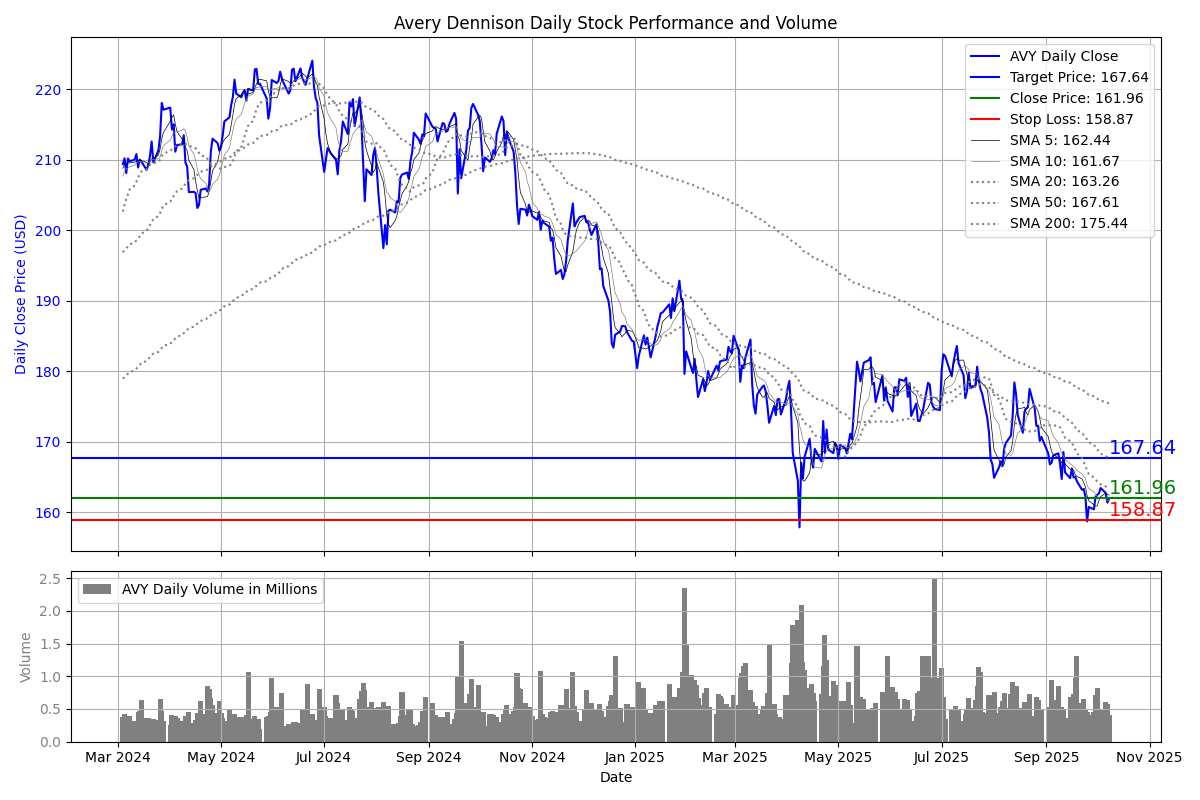 Avery Dennison Daily Stock Performance and Volume
AVY Daily Close
Target Price: 167.64
Close Price: 161.96
Stop Loss: 158.87
SMA 5: 162.44
SMA 10: 161.67
SMA 20: 163.26
SMA 50: 167.61
SMA 200: 175.44
Daily Close Price (USD)
220
210
200
190
180
170
160
167.64
161.96
158.87
AVY Daily Volume in Millions
Volume
2.5
2.0
1.5
1.0
0.5
0.0
Mar 2024 May 2024 Jul 2024 Sep 2024 Nov 2024 Jan 2025 Mar 2025 May 2025 Jul 2025 Sep 2025 Nov 2025
Date